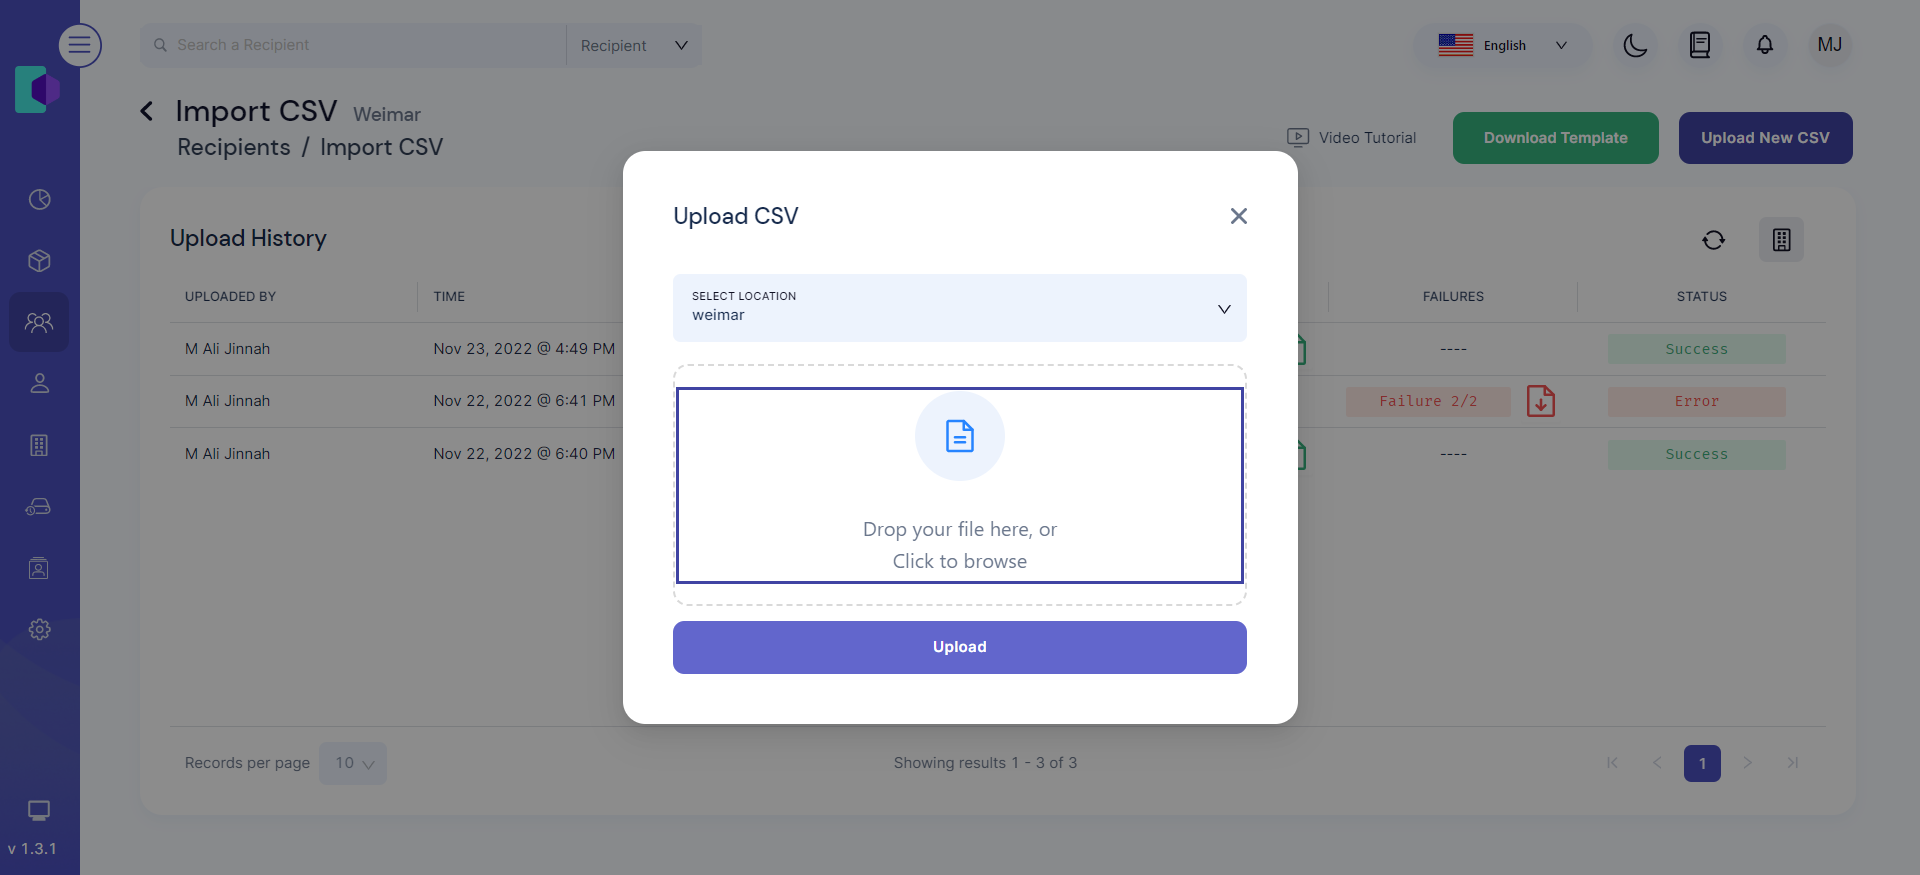 Search a Recipient
Recipient
English
MJ
Import CSV Weimar
Recipients / Import CSV
Video Tutorial
Download Template
Upload New CSV
Upload History
UPLOADED BY
TIME
FAILURES
STATUS
M Ali Jinnah
Nov 23, 2022 @ 4:49 PM
----
Success
M Ali Jinnah
Nov 22, 2022 @ 6:41 PM
Failure 2/2
Error
M Ali Jinnah
Nov 22, 2022 @ 6:40 PM
----
Success
Upload CSV
SELECT LOCATION
weimar
Drop your file here, or
Click to browse
Upload
Records per page 10
Showing results 1 - 3 of 3
1
v 1.3.1